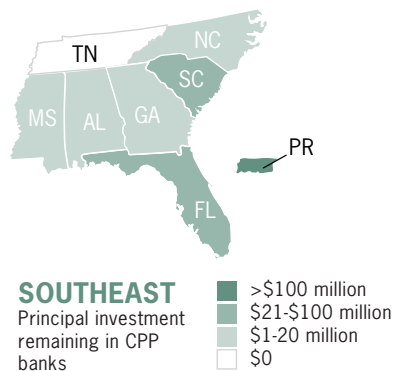 TN
NC
SC
MS
AL
GA
PR
FL
SOUTHEAST
Principal investment
remaining in CPP
banks
>$100 million
$21-$100 million
$1-20 million
$0